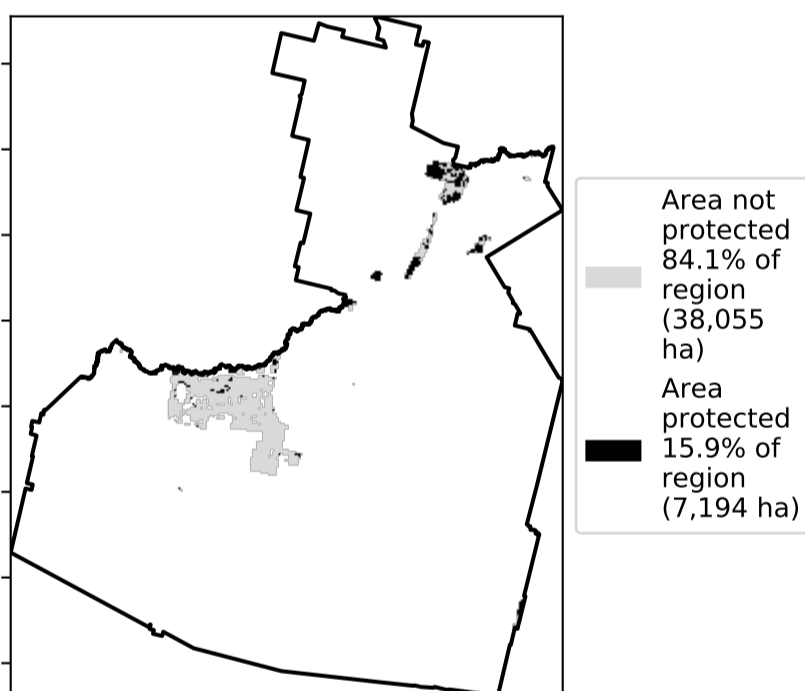 Area not
protected
84.1% of
region
(38,055
ha)
Area
protected
15.9% of
region
(7,194 ha)